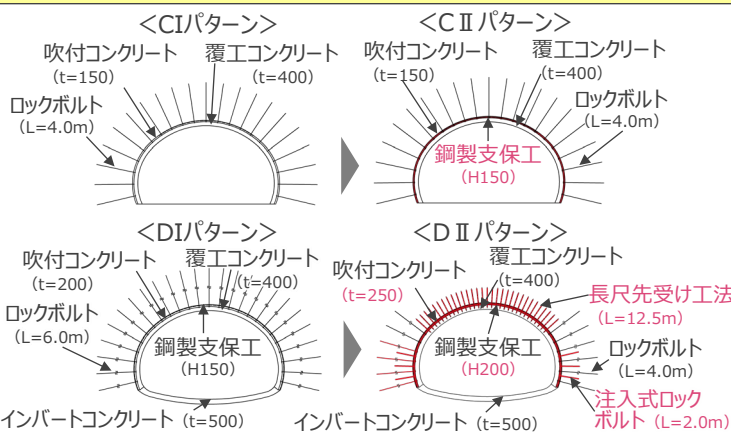 <CIパターン>
吹付コンクリート
(t=150)
覆工コンクリート
(t=400)
ロックボルト
(L=4.0m)
<CⅡパターン>
吹付コンクリート
(t=150)
覆工コンクリート
(t=400)
ロックボルト
(L=4.0m)
鋼製支保工
(H150)
<DIパターン>
吹付コンクリート
(t=200)
覆工コンクリート
(t=400)
ロックボルト
(L=6.0m)
鋼製支保工
(H150)
インバートコンクリート (t=500)
<DⅡパターン>
吹付コンクリート
(t=250)
覆工コンクリート
(t=400)
長尺先受け工法
(L=12.5m)
鋼製支保工
(H200)
ロックボルト
(L=4.0m)
注入式ロック
ボルト (L=2.0m)
インバートコンクリート (t=500)